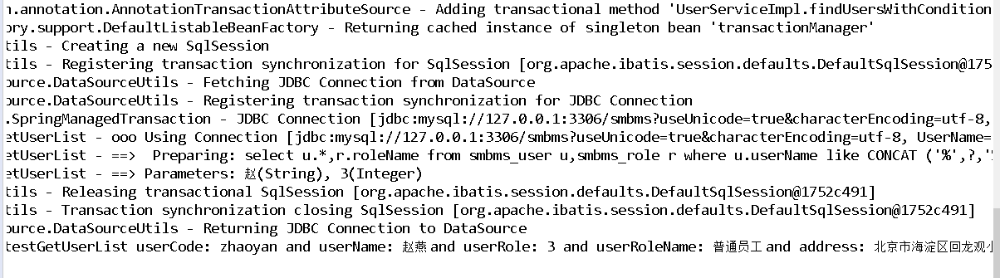 n.annotation.AnnotationTransactionAttributeSource - Adding transactional method 'UserServiceImpl.findUsersWithCondition
ory.support.DefaultListableBeanFactory - Returning cached instance of singleton bean 'transactionManager'
tils - Creating a new SqlSession
tils - Registering transaction synchronization for SqlSession [org.apache.ibatis.session.defaults.DefaultSqlSession@175
ource.DataSourceUtils - Fetching JDBC Connection from DataSource
ource.DataSourceUtils - Registering transaction synchronization for JDBC Connection
.SpringManagedTransaction - JDBC Connection [jdbc:mysql://127.0.0.1:3306/smbms?useUnicode=true&characterEncoding=utf-8,
etUserList - ooo Using Connection [jdbc:mysql://127.0.0.1:3306/smbms?useUnicode=true&characterEncoding=utf-8, UserName=
etUserList - ==>  Preparing: select u.*,r.roleName from smbms_user u,smbms_role r where u.userName like CONCAT ('%',?,'
etUserList - ==> Parameters: 赵(String), 3(Integer)
tils - Releasing transactional SqlSession [org.apache.ibatis.session.defaults.DefaultSqlSession@1752c491]
tils - Transaction synchronization closing SqlSession [org.apache.ibatis.session.defaults.DefaultSqlSession@1752c491]
ource.DataSourceUtils - Returning JDBC Connection to DataSource
testGetUserList userCode: zhaoyan and userName: 赵燕 and userRole: 3 and userRoleName: 普通员工 and address: 北京市海淀区回龙观小